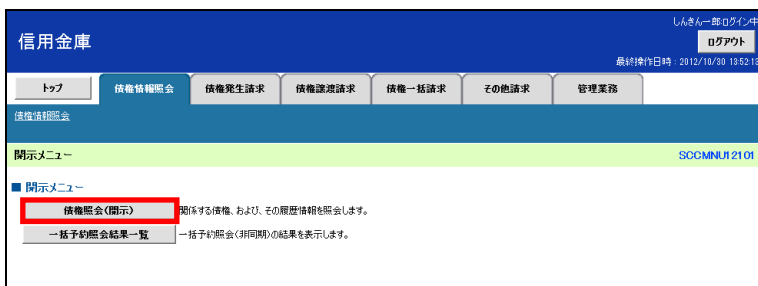 しんきん一郎ログイン中
信用金庫
ログアウト
最終操作日時：2012/10/30 13:52:13
トップ 債権情報照会 債権発生請求 債権譲渡請求 債権一括請求 その他請求 管理業務
債権情報照会
開示メニュー SCCMNU12101
■ 開示メニュー
債権照会(開示) 関係する債権、および、その履歴情報を照会します。
一括予約照会結果一覧 一括予約照会(非同期)の結果を表示します。